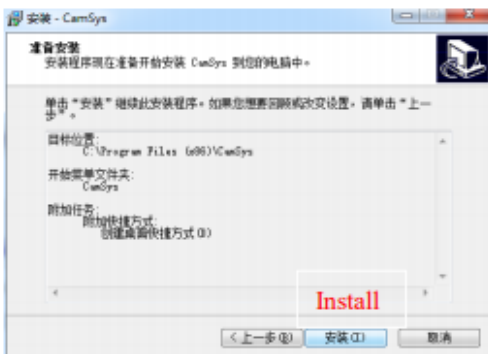 安装 - CamSys
准备安装
安装程序现在准备开始安装 CamSys 到您的电脑中。
单击“安装”继续此安装程序。如果您想要回顾或改变设置，请单击“上一
步”。
目标位置:
C:\Program Files (x86)\CamSys
开始菜单文件夹:
CamSys
附加任务:
附加快捷方式:
创建桌面快捷方式(D)
Install
<上一步(B)
安装(I)
取消